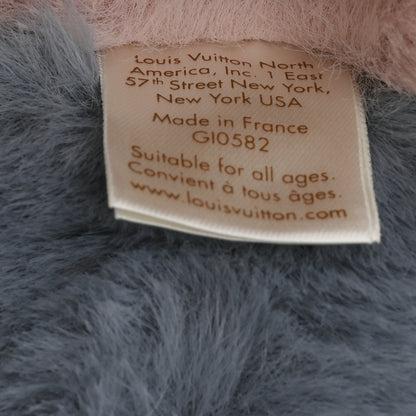 Louis Vuitton North
America, Inc. 1 East
57th Street New York,
New York USA
Made in France
GI0582
Suitable for all ages.
Convient à tous âges.
www.louisvuitton.com